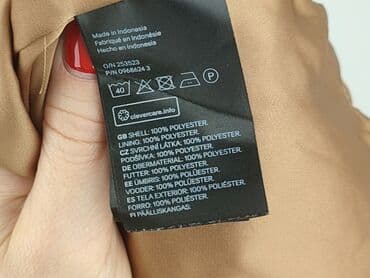 Made in Indonesia
Fabriqué en Indonésie
Hecho en Indonesia
O/N 253523
P/N 0968624 3
40 P
clevercare.info
GB SHELL: 100% POLYESTER.
LINING: 100% POLYESTER.
CZ SVRCHNÍ LÁTKA: 100% POLYESTER.
PODŠÍVKA: 100% POLYESTER.
DE OBERMATERIAL: 100% POLYESTER.
FUTTER: 100% POLYESTER.
EE ÜMBRIS: 100% POLÜESTER.
VOODER: 100% POLÜESTER.
ES TELA EXTERIOR: 100% POLIÉSTER.
FORRO: 100% POLIÉSTER.
FI PÄÄLLISKANGAS: